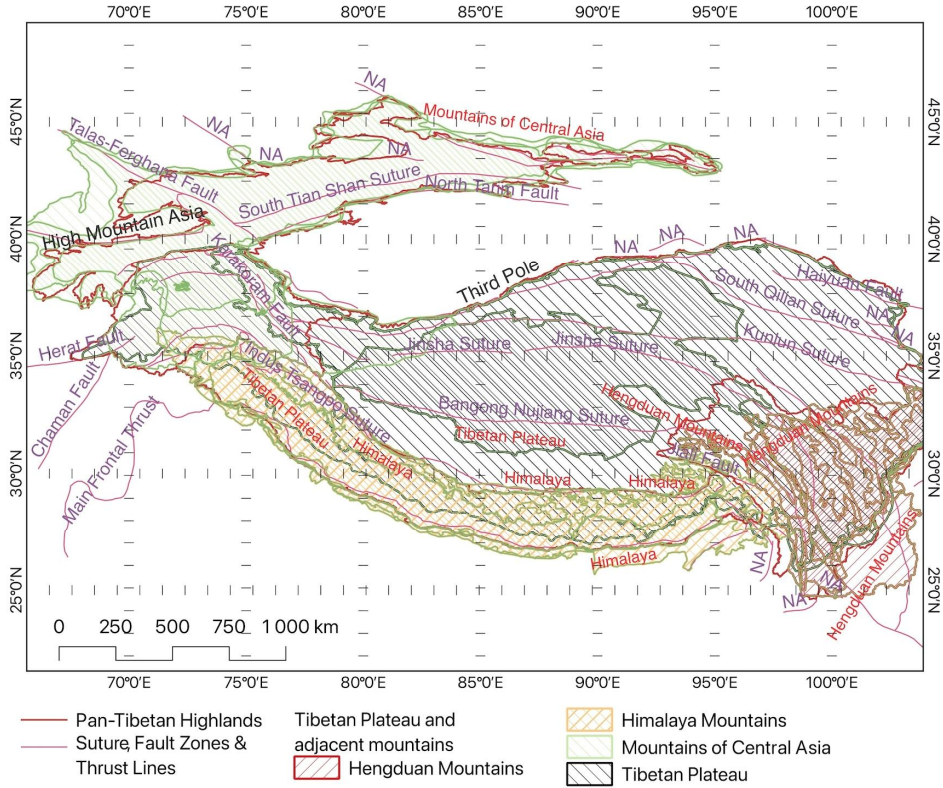 70°0'E 75°0'E 80°0'E 85°0'E 90°0'E 95°0'E 100°0'E
NA
Mountains of Central Asia
45°0'N
45°0'N
Talas-Ferghana Fault
NA
NA
NA
South Tian Shan Suture
North Tarim Fault
High Mountain Asia
40°0'N
40°0'N
NA
NA
NA
Karakoram Fault
Third Pole
Haiyuan Fault
South Qilian Suture
NA
NA
Herat Fault
35°0'N
35°0'N
Jinsha Suture
Jinsha Suture
Kunlun Suture
Indus Tsangpo Suture
Chaman Fault
Tibetan Plateau
Hengduan Mountains
Hengduan Mountains
Bangong Nujiang Suture
Main Frontal Thrust
Tibetan Plateau
Himalaya
Jiali Fault
30°0'N
30°0'N
Himalaya
Himalaya
Himalaya
NA
NA
NA
Hengduan Mountains
25°0'N
25°0'N
0 250 500 750 1 000 km
70°0'E 75°0'E 80°0'E 85°0'E 90°0'E 95°0'E 100°0'E
Pan-Tibetan Highlands
Suture, Fault Zones &
Thrust Lines
Tibetan Plateau and
adjacent mountains
Hengduan Mountains
Himalaya Mountains
Mountains of Central Asia
Tibetan Plateau